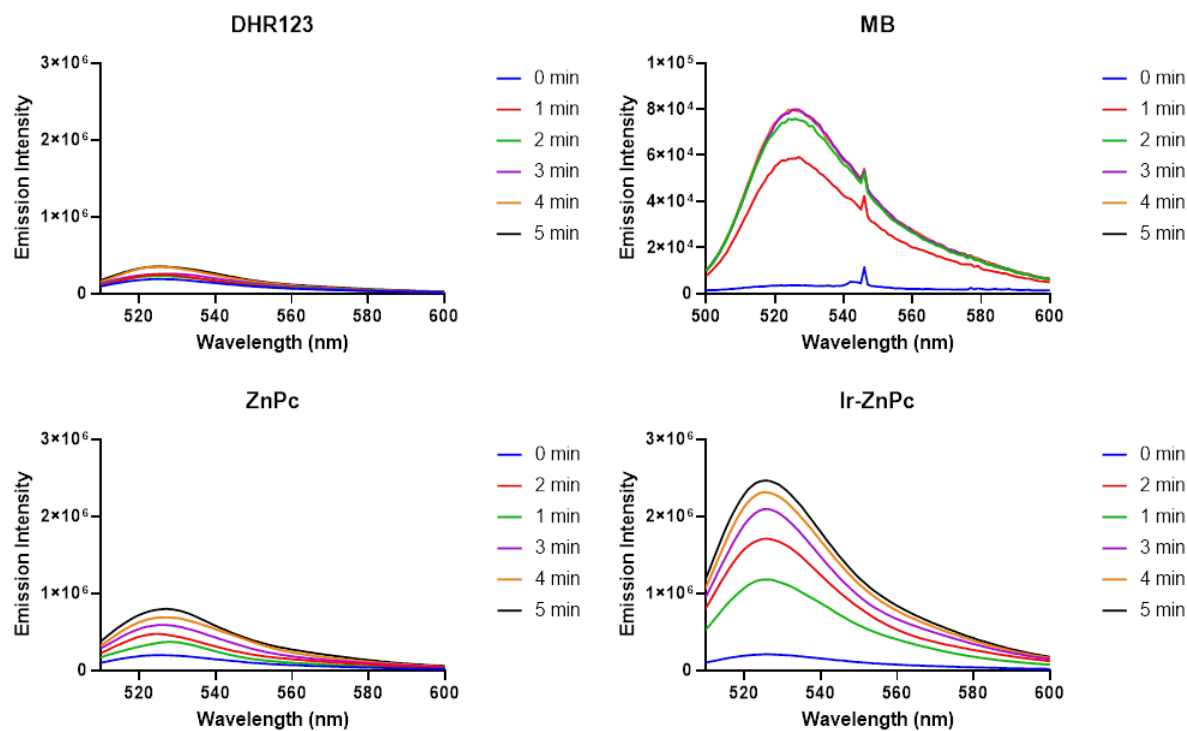 DHR123
3×10⁶
2×10⁶
1×10⁶
0
Emission Intensity
520 540 560 580 600
Wavelength (nm)
0 min
1 min
2 min
3 min
4 min
5 min
MB
1×10⁵
8×10⁴
6×10⁴
4×10⁴
2×10⁴
0
Emission Intensity
500 520 540 560 580 600
Wavelength (nm)
0 min
1 min
2 min
3 min
4 min
5 min
ZnPc
3×10⁶
2×10⁶
1×10⁶
0
Emission Intensity
520 540 560 580 600
Wavelength (nm)
0 min
2 min
1 min
3 min
4 min
5 min
Ir-ZnPc
3×10⁶
2×10⁶
1×10⁶
0
Emission Intensity
520 540 560 580 600
Wavelength (nm)
0 min
2 min
1 min
3 min
4 min
5 min